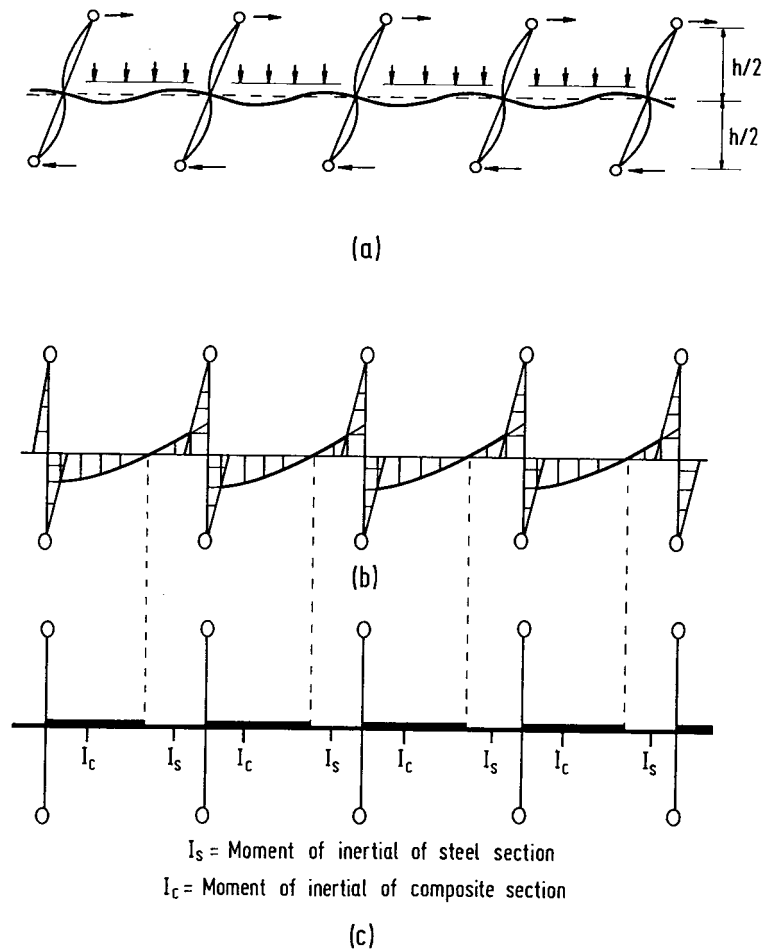 h/2
h/2
(a)
(b)
I_c I_s I_c I_s I_c I_s I_c I_s
I_s = Moment of inertial of steel section
I_c = Moment of inertial of composite section
(c)